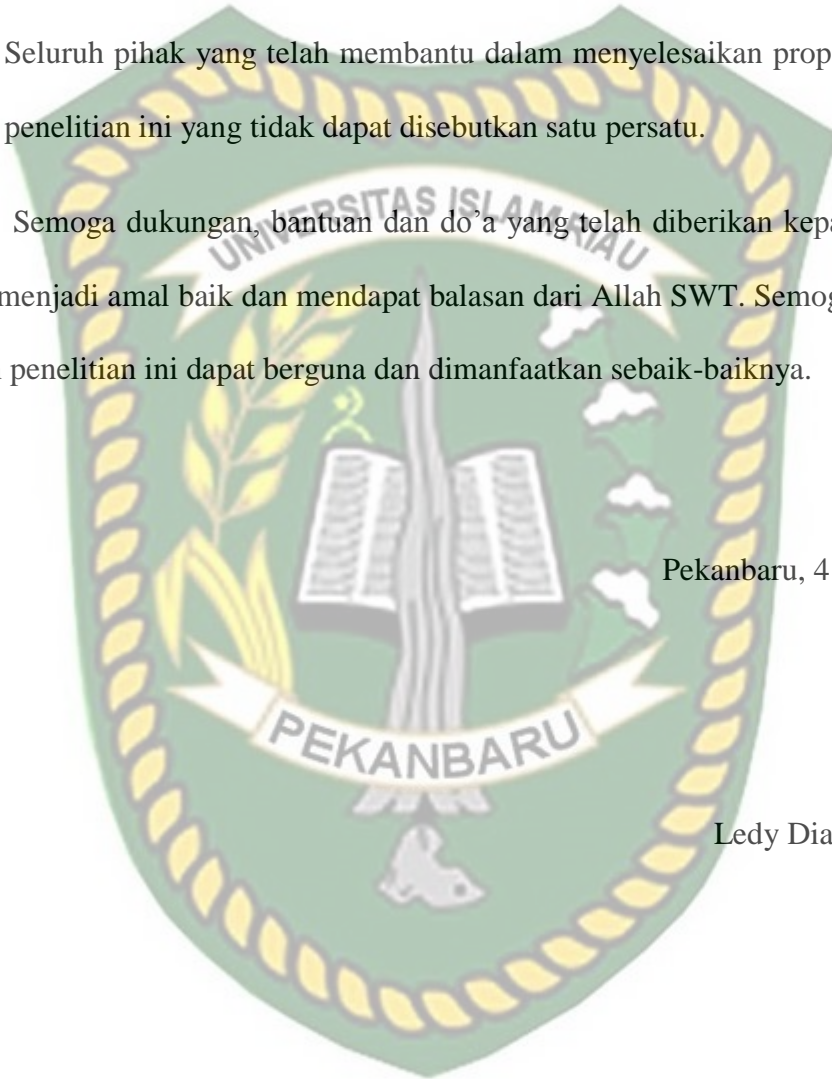 Seluruh pihak yang telah membantu dalam menyelesaikan prop
penelitian ini yang tidak dapat disebutkan satu persatu.
UNIVERSITAS ISLAM RIAU
Semoga dukungan, bantuan dan do’a yang telah diberikan kepa
menjadi amal baik dan mendapat balasan dari Allah SWT. Semog
penelitian ini dapat berguna dan dimanfaatkan sebaik-baiknya.
Pekanbaru, 4
PEKANBARU
Ledy Dia